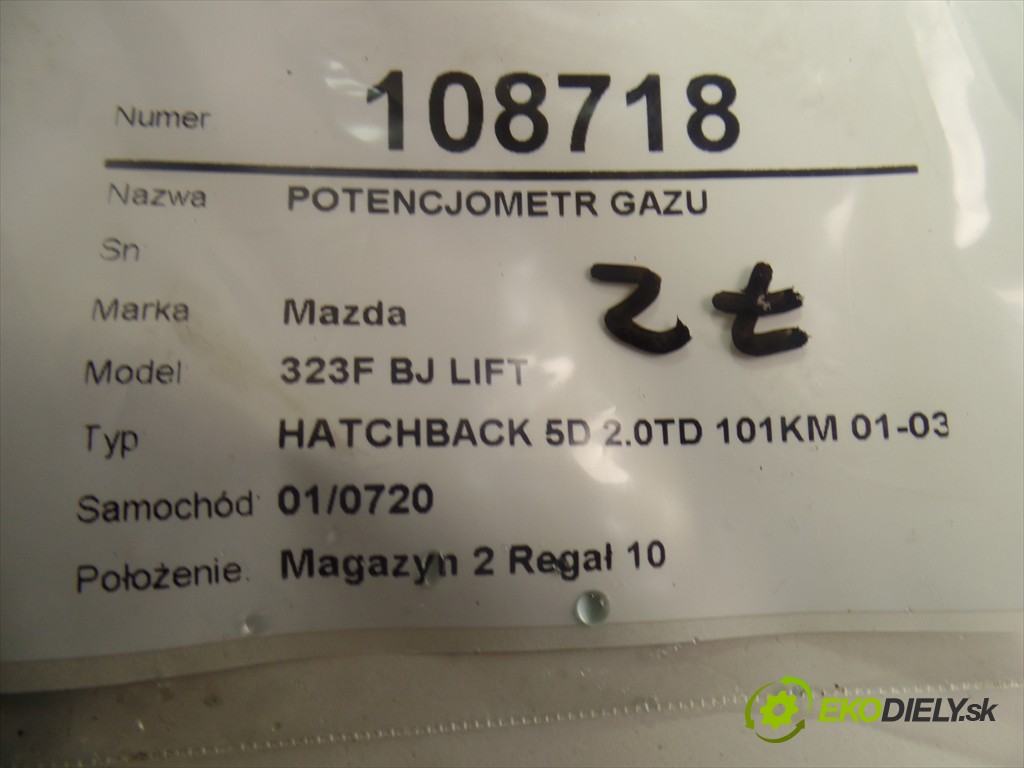 Numer 108718
Nazwa POTENCJOMETR GAZU
Sn
Marka Mazda
Model 323F BJ LIFT
Typ HATCHBACK 5D 2.0TD 101KM 01-03
Samochód 01/0720
Położenie. Magazyn 2 Regał 10
EKODIELY.sk